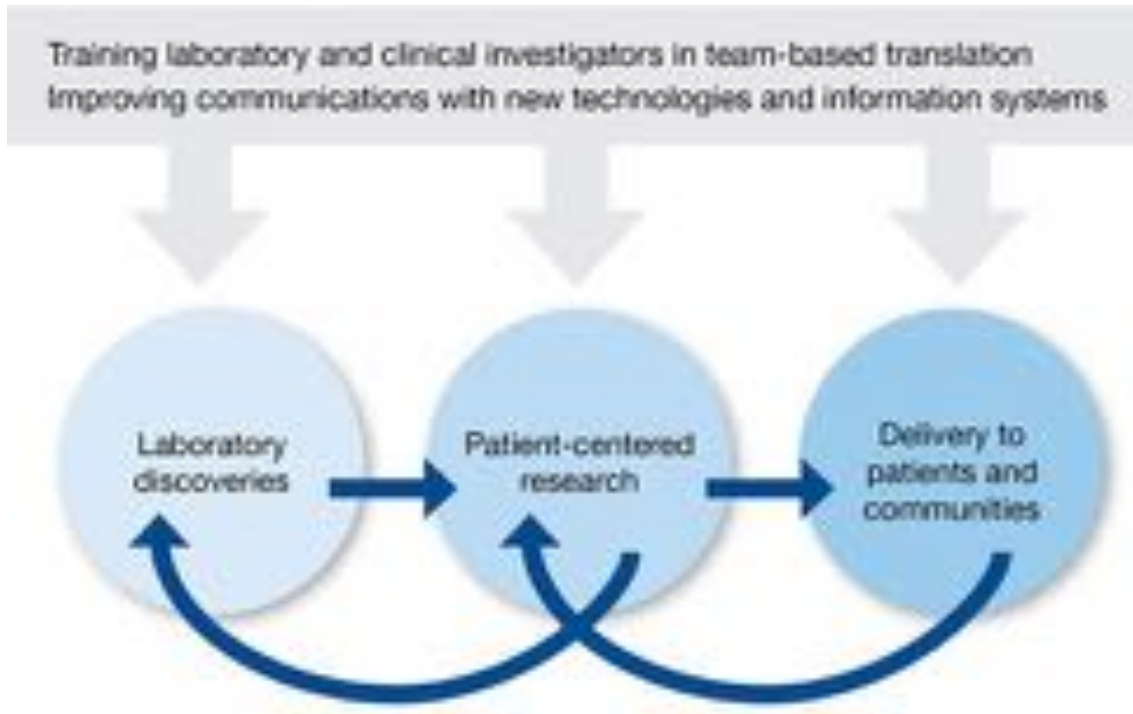 Training laboratory and clinical investigators in team-based translation
Improving communications with new technologies and information systems
Laboratory
discoveries
Patient-centered
research
Delivery to
patients and
communities